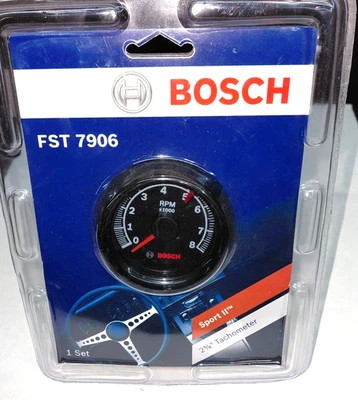 BOSCH
FST 7906
0 1 2 3 4 5 6 7 8
RPM
x1000
BOSCH
Sport II™
2⅝" Tachometer
1 Set